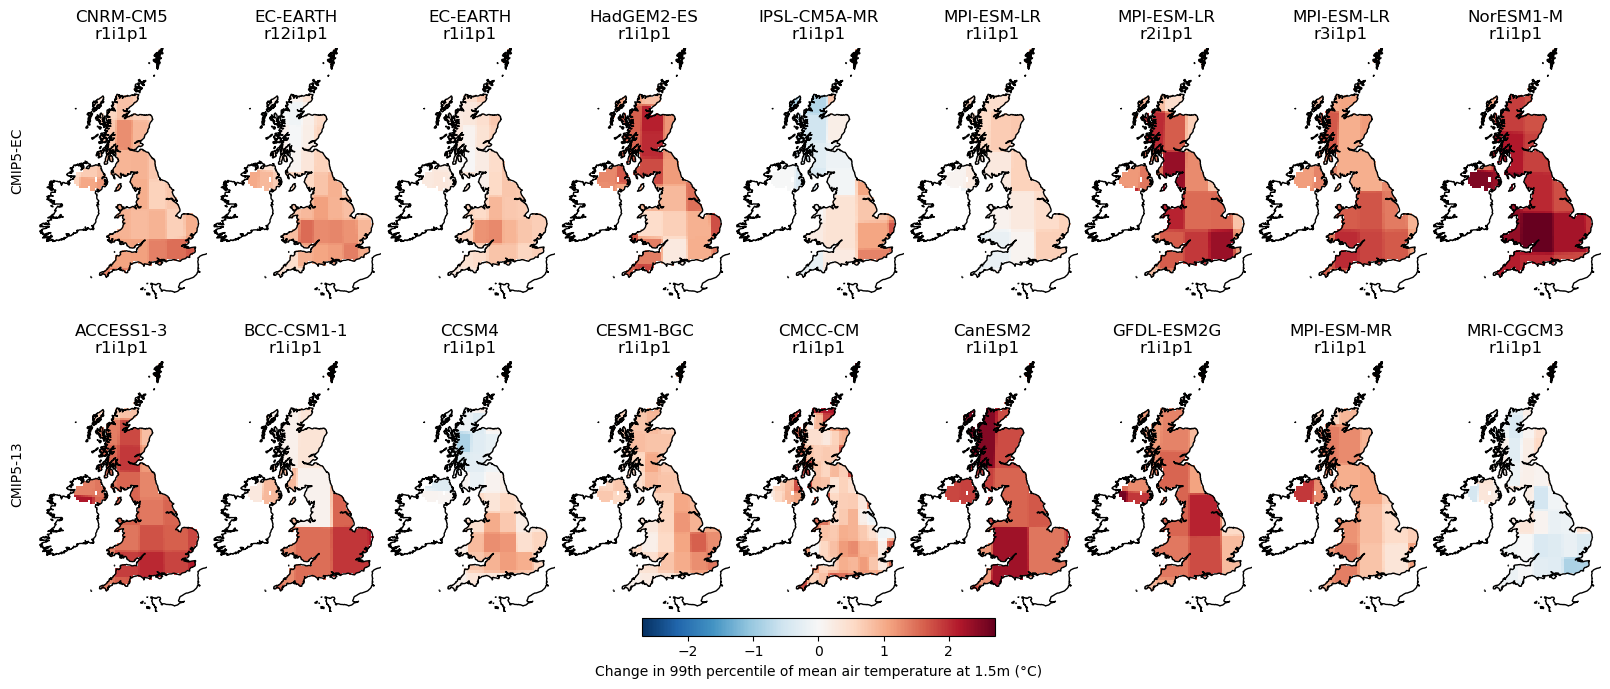 CNRM-CM5 EC-EARTH EC-EARTH HadGEM2-ES IPSL-CM5A-MR MPI-ESM-LR MPI-ESM-LR MPI-ESM-LR NorESM1-M
r1i1p1 r12i1p1 r1i1p1 r1i1p1 r1i1p1 r1i1p1 r2i1p1 r3i1p1 r1i1p1
CMIP5-EC
ACCESS1-3 BCC-CSM1-1 CCSM4 CESM1-BGC CMCC-CM CanESM2 GFDL-ESM2G MPI-ESM-MR MRI-CGCM3
r1i1p1 r1i1p1 r1i1p1 r1i1p1 r1i1p1 r1i1p1 r1i1p1 r1i1p1 r1i1p1
CMIP5-13
−2 −1 0 1 2
Change in 99th percentile of mean air temperature at 1.5m (°C)